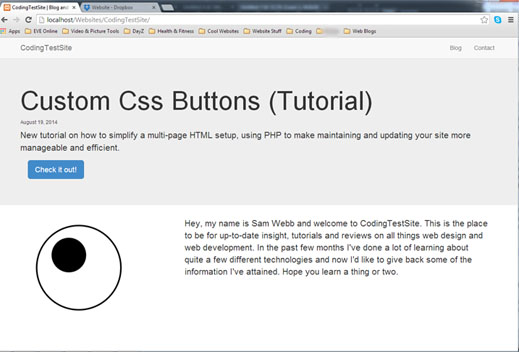 CodingTestSite | Blog an
Website - Dropbox
localhost/Websites/CodingTestSite/
Apps EVE Online Video & Picture Tools DayZ Health & Fitness Cool Websites Website Stuff Coding Web Blogs
CodingTestSite Blog Contact
Custom Css Buttons (Tutorial)
August 19, 2014
New tutorial on how to simplify a multi-page HTML setup, using PHP to make maintaining and updating your site more
manageable and efficient.
Check it out!
Hey, my name is Sam Webb and welcome to CodingTestSite. This is the place
to be for up-to-date insight, tutorials and reviews on all things web design and
web development. In the past few months I've done a lot of learning about
quite a few different technologies and now I'd like to give back some of the
information I've attained. Hope you learn a thing or two.